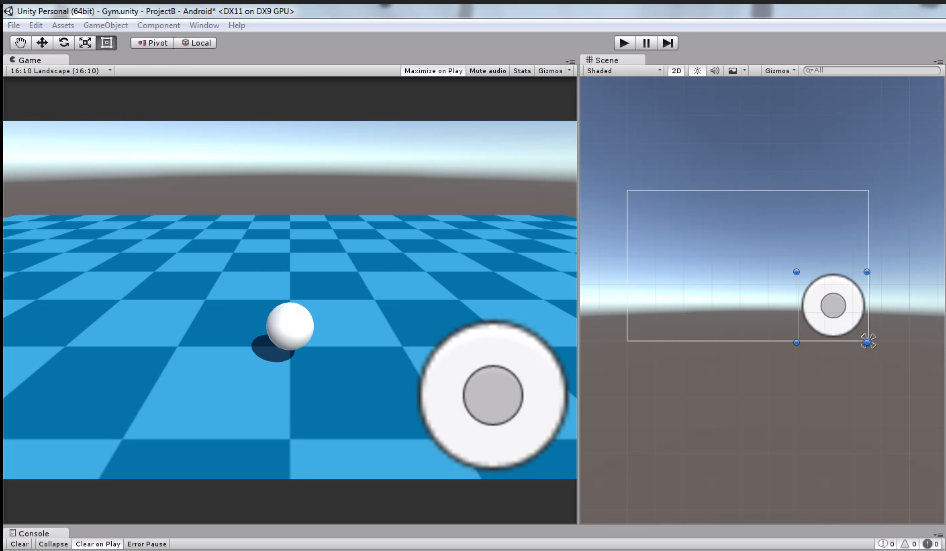 Unity Personal (64bit) - Gym.unity - ProjectB - Android* <DX11 on DX9 GPU>
File Edit Assets GameObject Component Window Help
Pivot Local
Game
16:10 Landscape (16:10) Maximize on Play Mute audio Stats Gizmos
Scene
Shaded 2D Gizmos All
Console
Clear Collapse Clear on Play Error Pause 0 0 0